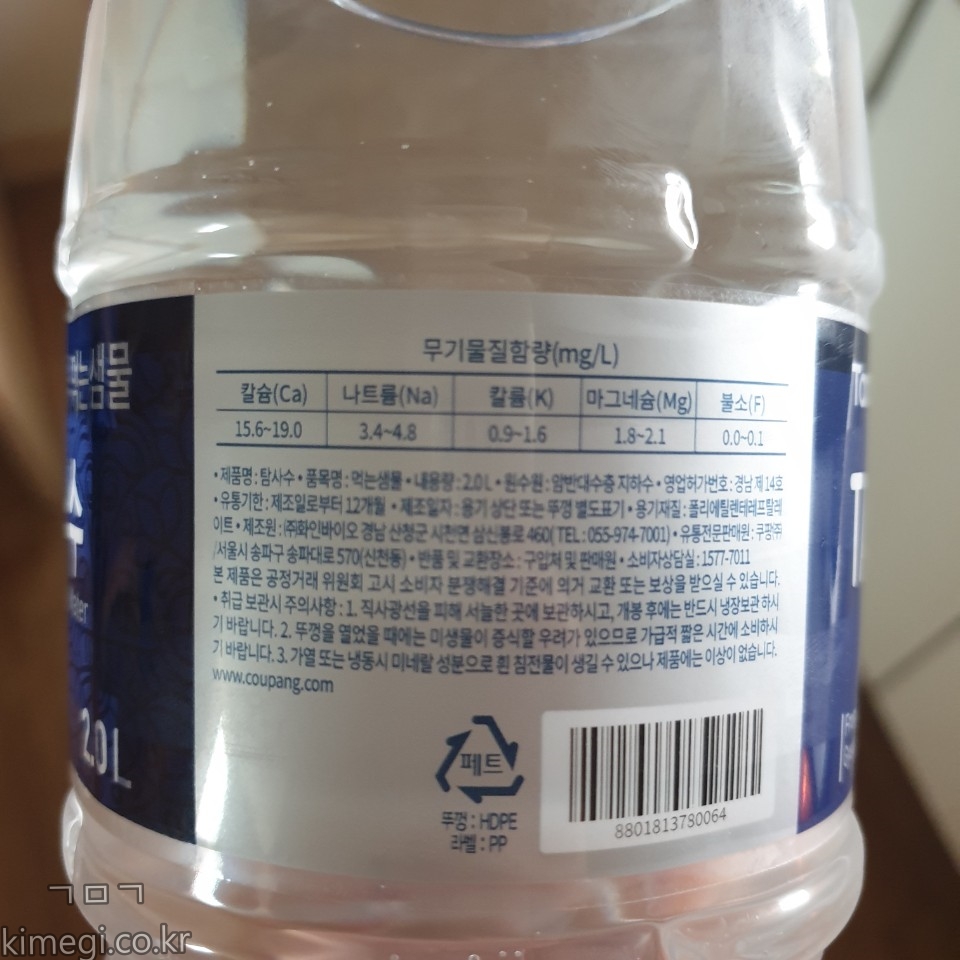 먹는샘물
수
Water
2.0 L
무기물질함량(mg/L)
칼슘(Ca) 나트륨(Na) 칼륨(K) 마그네슘(Mg) 불소(F)
15.6~19.0 3.4~4.8 0.9~1.6 1.8~2.1 0.0~0.1
• 제품명 : 탐사수 • 품목명 : 먹는샘물 • 내용량 : 2.0 L • 원수원 : 암반대수층 지하수 • 영업허가번호 : 경남 제 14호
• 유통기한 : 제조일로부터 12개월 • 제조일자 : 용기 상단 또는 뚜껑 별도표기 • 용기재질 : 폴리에틸렌테레프탈레
이트 • 제조원 : ㈜화인바이오 경남 산청군 시천면 삼신봉로 460( TEL : 055-974-7001) • 유통전문판매원 : 쿠팡㈜
/서울시 송파구 송파대로 570(신천동) • 반품 및 교환장소 : 구입처 및 판매원 • 소비자상담실 : 1577-7011
본 제품은 공정거래 위원회 고시 소비자 분쟁해결 기준에 의거 교환 또는 보상을 받으실 수 있습니다.
• 취급 보관시 주의사항 : 1. 직사광선을 피해 서늘한 곳에 보관하시고, 개봉 후에는 반드시 냉장보관 하시
기 바랍니다. 2. 뚜껑을 열었을 때에는 미생물이 증식할 우려가 있으므로 가급적 짧은 시간에 소비하시
기 바랍니다. 3. 가열 또는 냉동시 미네랄 성분으로 흰 침전물이 생길 수 있으나 제품에는 이상이 없습니다.
www.coupang.com
페트
뚜껑 : HDPE
라벨 : PP
8801813780064
ㄱㅁㄱ
kimegi.co.kr